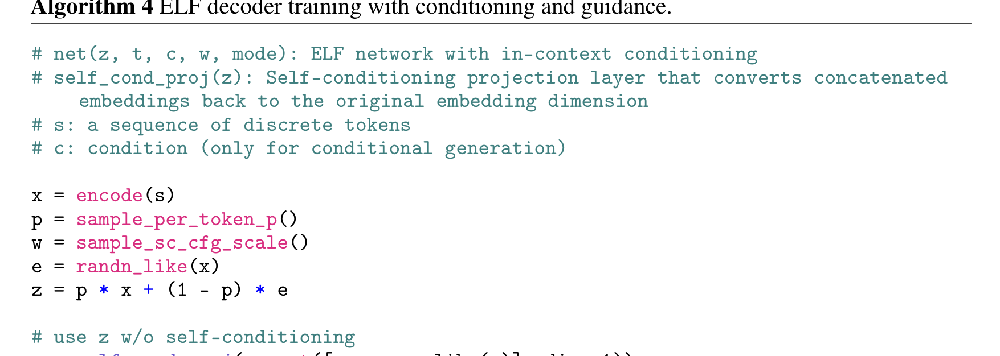 Algorithm 4 ELF decoder training with conditioning and guidance.
# net(z, t, c, w, mode): ELF network with in-context conditioning
# self_cond_proj(z): Self-conditioning projection layer that converts concatenated
embeddings back to the original embedding dimension
# s: a sequence of discrete tokens
# c: condition (only for conditional generation)
x = encode(s)
p = sample_per_token_p()
w = sample_sc_cfg_scale()
e = randn_like(x)
z = p * x + (1 - p) * e
# use z w/o self-conditioning